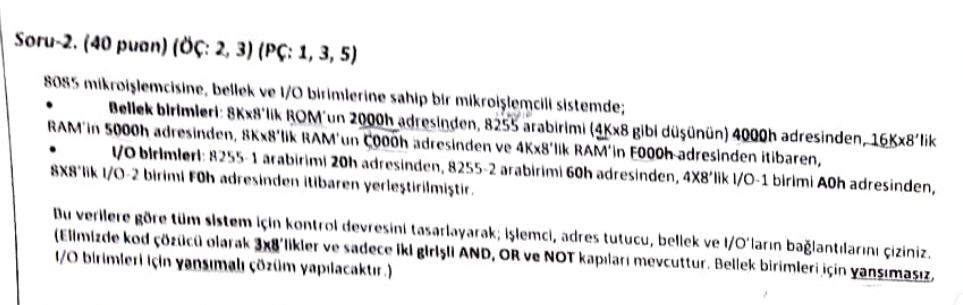 Soru-2. (40 puan) (ÖÇ: 2, 3) (PÇ: 1, 3, 5)
8085 mikroişlemcisine, bellek ve I/O birimlerine sahip bir mikroişlemcili sistemde;
• Bellek birimleri: 8Kx8'lik ROM'un 2000h adresinden, 8255 arabirimi (4Kx8 gibi düşünün) 4000h adresinden, 16Kx8'lik
RAM'in 5000h adresinden, 8Kx8'lik RAM'un C000h adresinden ve 4Kx8'lik RAM'in F000h adresinden itibaren,
• I/O birimleri: 8255-1 arabirimi 20h adresinden, 8255-2 arabirimi 60h adresinden, 4X8'lik I/O-1 birimi A0h adresinden,
8X8'lik I/O-2 birimi F0h adresinden itibaren yerleştirilmiştir.
Bu verilere göre tüm sistem için kontrol devresini tasarlayarak; işlemci, adres tutucu, bellek ve I/O'ların bağlantılarını çiziniz.
(Elimizde kod çözücü olarak 3x8'likler ve sadece iki girişli AND, OR ve NOT kapıları mevcuttur. Bellek birimleri için yansımasız,
I/O birimleri için yansımalı çözüm yapılacaktır.)